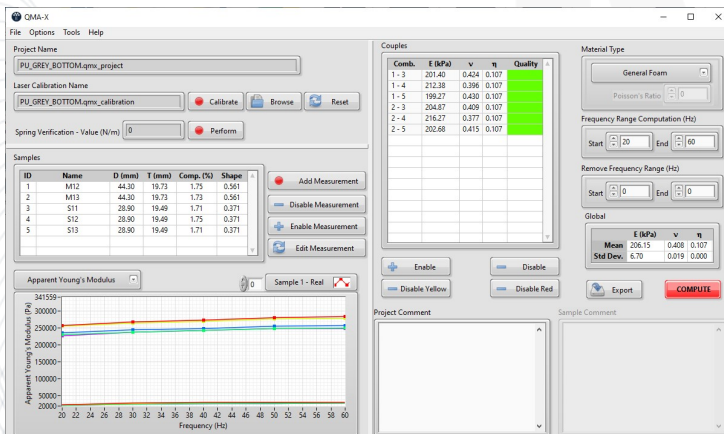 QMA-X
File Options Tools Help
Project Name
PU_GREY_BOTTOM.qmx_project
Laser Calibration Name
PU_GREY_BOTTOM.qmx_calibration Calibrate Browse Reset
Spring Verification - Value (N/m) 0 Perform
Samples
ID Name D (mm) T (mm) Comp. (%) Shape
1 M12 44.30 19.73 1.75 0.561
2 M13 44.30 19.73 1.73 0.561
3 S11 28.90 19.49 1.71 0.371
4 S12 28.90 19.49 1.75 0.371
5 S13 28.90 19.49 1.71 0.371
Add Measurement
Disable Measurement
Enable Measurement
Edit Measurement
Apparent Young's Modulus 0 Sample 1 - Real
Apparent Young's Modulus (Pa)
341559
300000
250000
200000
150000
100000
50000
20000
20 22 24 26 28 30 32 34 36 38 40 42 44 46 48 50 52 54 56 58 60
Frequency (Hz)
Couples
Comb. E (kPa) ν η Quality
1 - 3 201.40 0.424 0.107
1 - 4 212.38 0.396 0.107
1 - 5 199.27 0.430 0.107
2 - 3 204.87 0.409 0.107
2 - 4 216.27 0.377 0.107
2 - 5 202.68 0.415 0.107
Enable Disable
Disable Yellow Disable Red
Project Comment
Sample Comment
Material Type
General Foam
Poisson's Ratio 0
Frequency Range Computation (Hz)
Start 20 End 60
Remove Frequency Range (Hz)
Start 0 End 0
Global
E (kPa) ν η
Mean 206.15 0.408 0.107
Std Dev. 6.70 0.019 0.000
Export COMPUTE